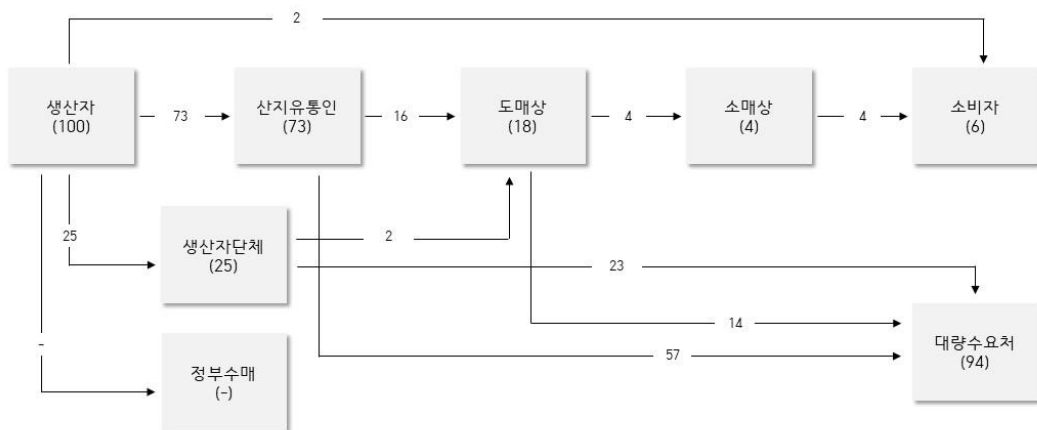 2
생산자
(100)
73
산지유통인
(73)
16
도매상
(18)
4
소매상
(4)
4
소비자
(6)
25
생산자단체
(25)
2
23
-
정부수매
(-)
14
57
대량수요처
(94)